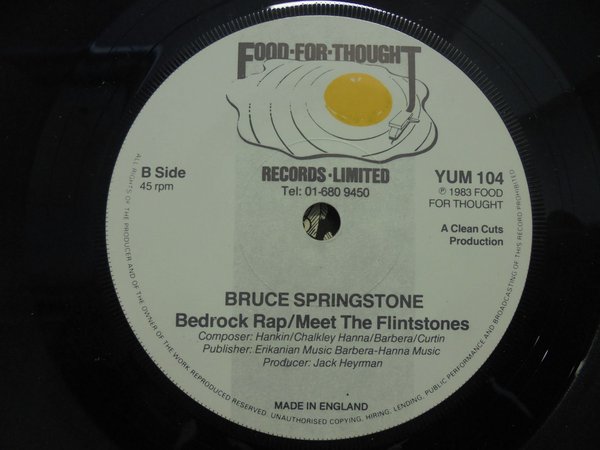 FOOD·FOR·THOUGHT
RECORDS·LIMITED
Tel: 01-680 9450
B Side
45 rpm
YUM 104
℗ 1983 FOOD
FOR THOUGHT
A Clean Cuts
Production
BRUCE SPRINGSTONE
Bedrock Rap/Meet The Flintstones
Composer: Hankin/Chalkley Hanna/Barbera/Curtin
Publisher: Erikanian Music Barbera-Hanna Music
Producer: Jack Heyrman
MADE IN ENGLAND
ALL RIGHTS OF THE PRODUCER AND OF THE OWNER OF THE WORK REPRODUCED RESERVED. UNAUTHORISED COPYING, HIRING, LENDING, PUBLIC PERFORMANCE AND BROADCASTING OF THIS RECORD PROHIBITED